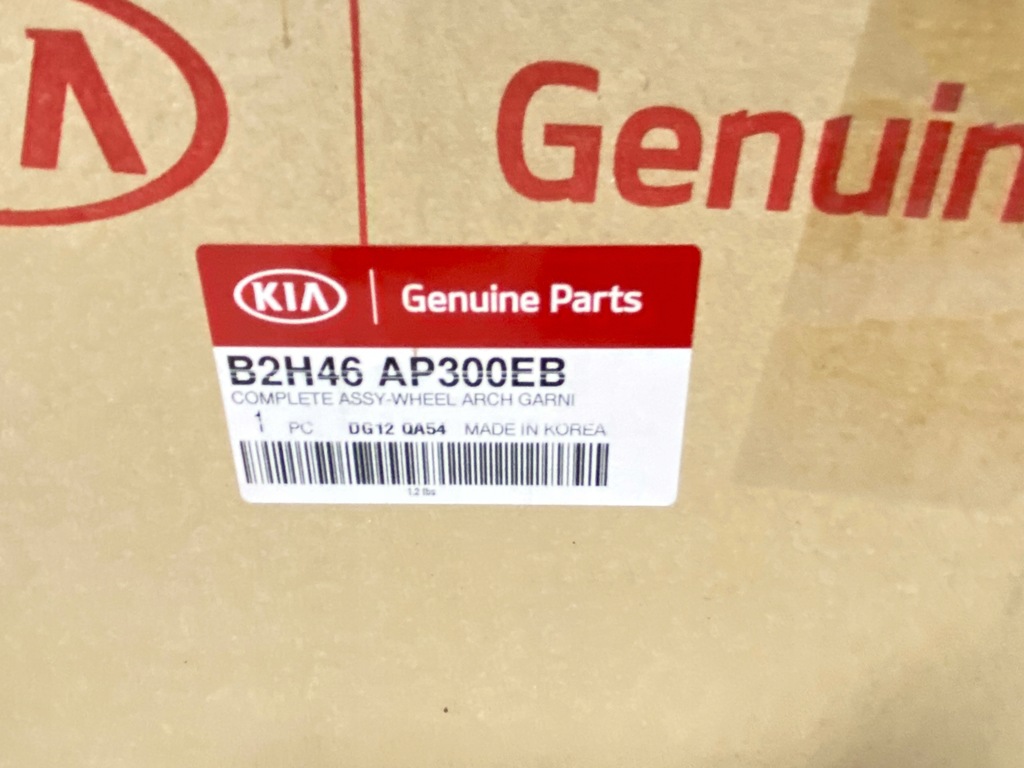 Genuin
KIA Genuine Parts
B2H46 AP300EB
COMPLETE ASSY-WHEEL ARCH GARNI
1 PC DG12 QA54 MADE IN KOREA
1.2 lbs